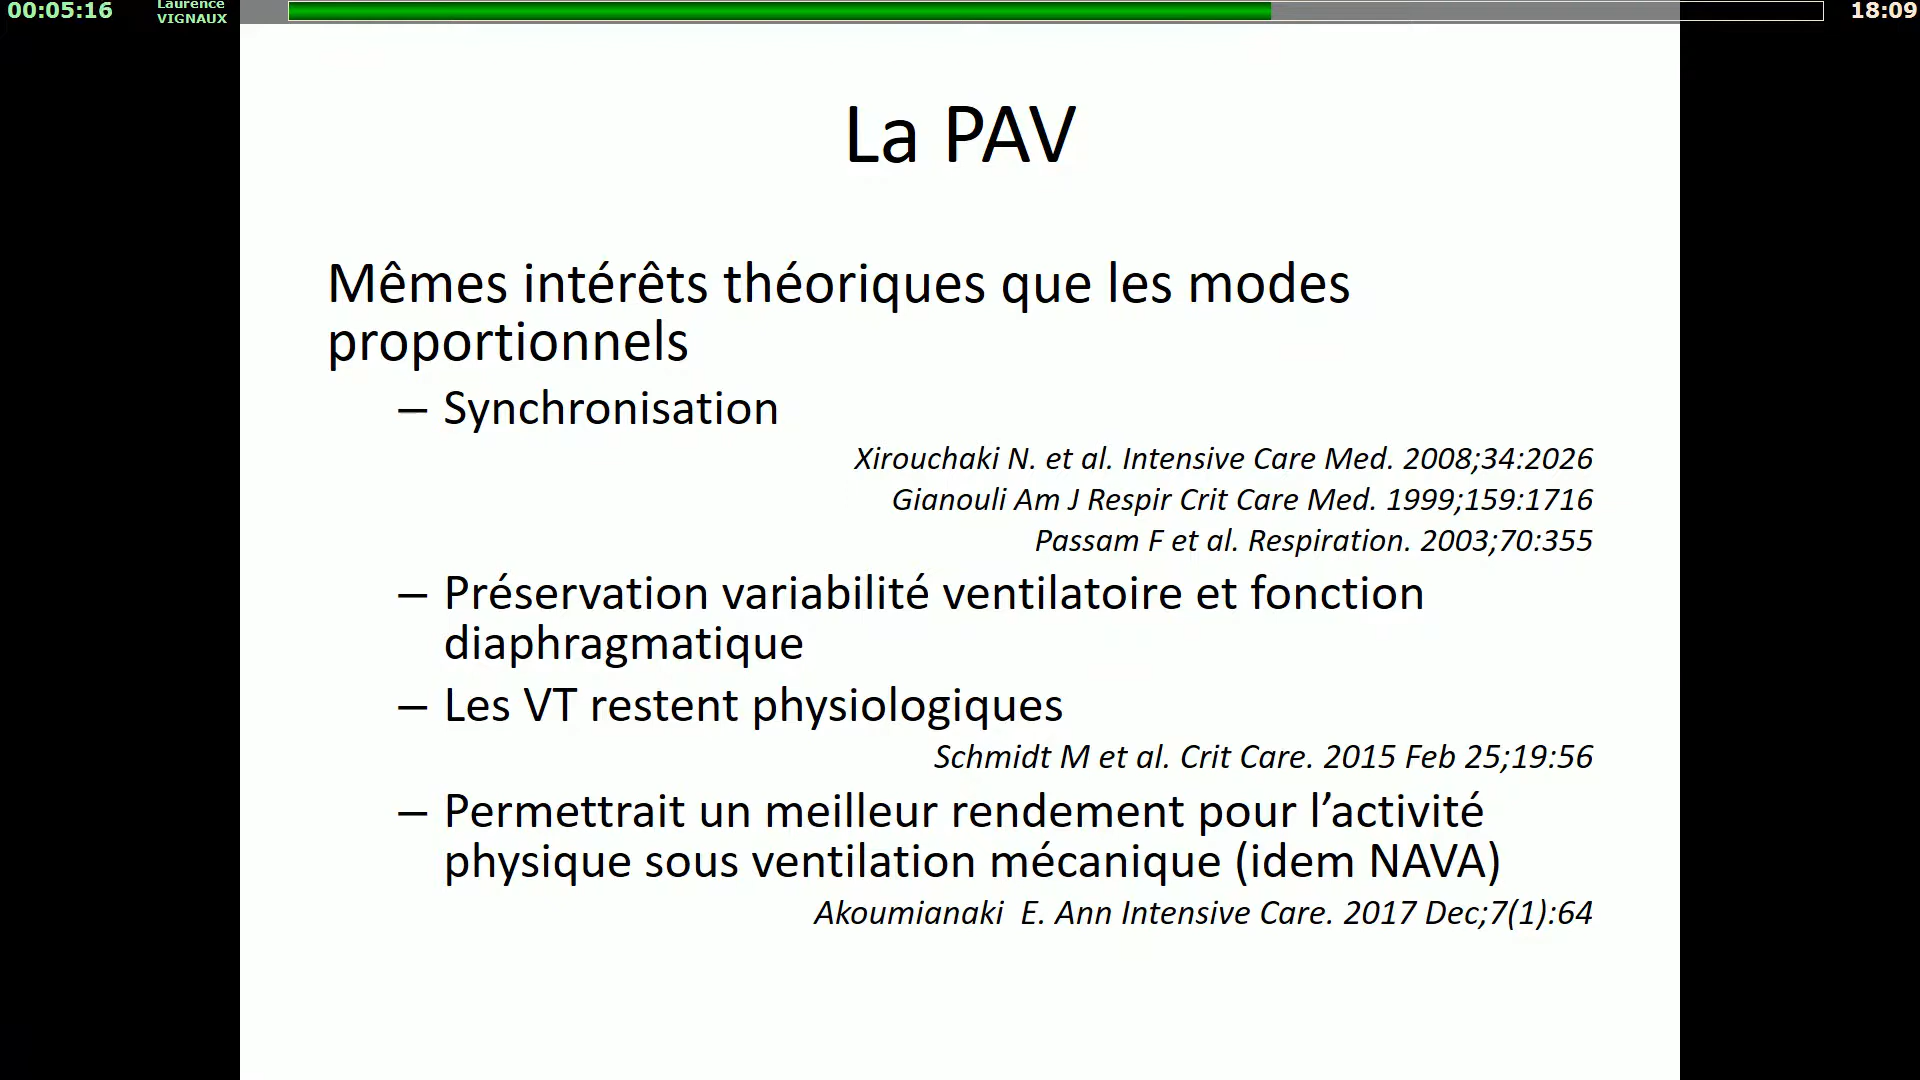 00:05:16
Laurence
VIGNAUX
18:09
La PAV
Mêmes intérêts théoriques que les modes
proportionnels
– Synchronisation
Xirouchaki N. et al. Intensive Care Med. 2008;34:2026
Gianouli Am J Respir Crit Care Med. 1999;159:1716
Passam F et al. Respiration. 2003;70:355
– Préservation variabilité ventilatoire et fonction
diaphragmatique
– Les VT restent physiologiques
Schmidt M et al. Crit Care. 2015 Feb 25;19:56
– Permettrait un meilleur rendement pour l’activité
physique sous ventilation mécanique (idem NAVA)
Akoumianaki  E. Ann Intensive Care. 2017 Dec;7(1):64